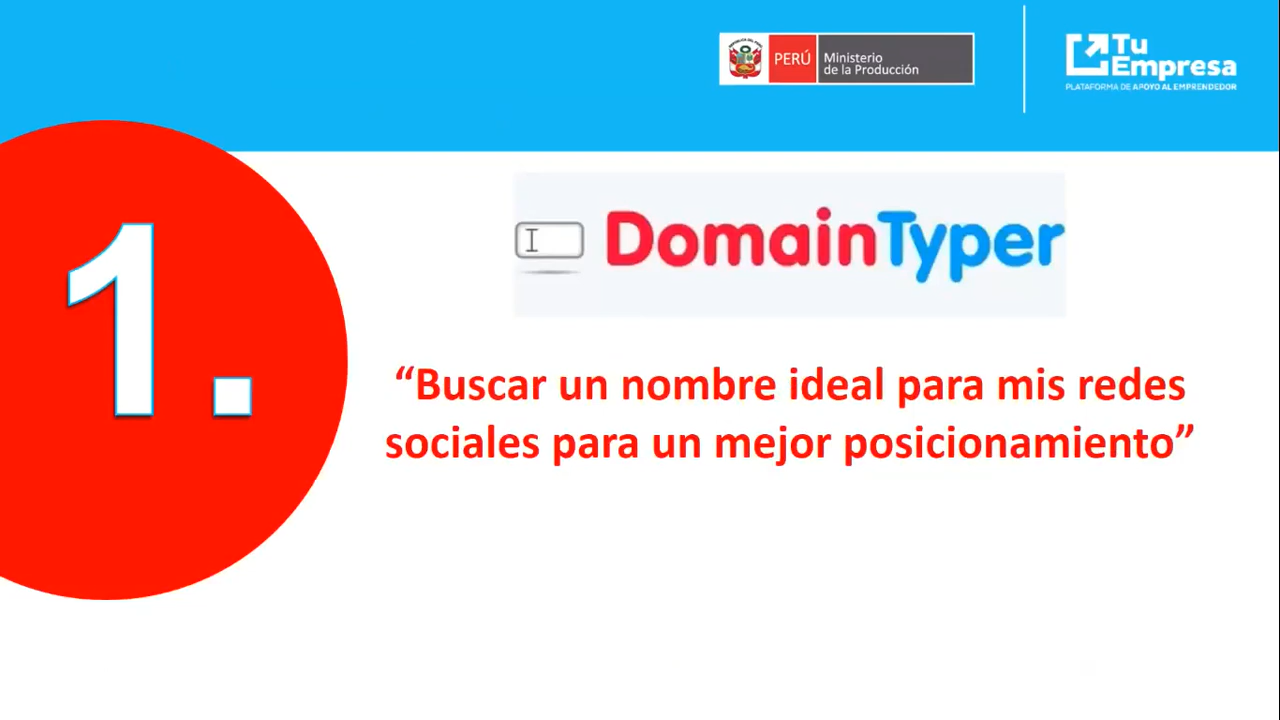 PERÚ
Ministerio
de la Producción
Tu
Empresa
PLATAFORMA DE APOYO AL EMPRENDEDOR
1.
DomainTyper
“Buscar un nombre ideal para mis redes
sociales para un mejor posicionamiento”